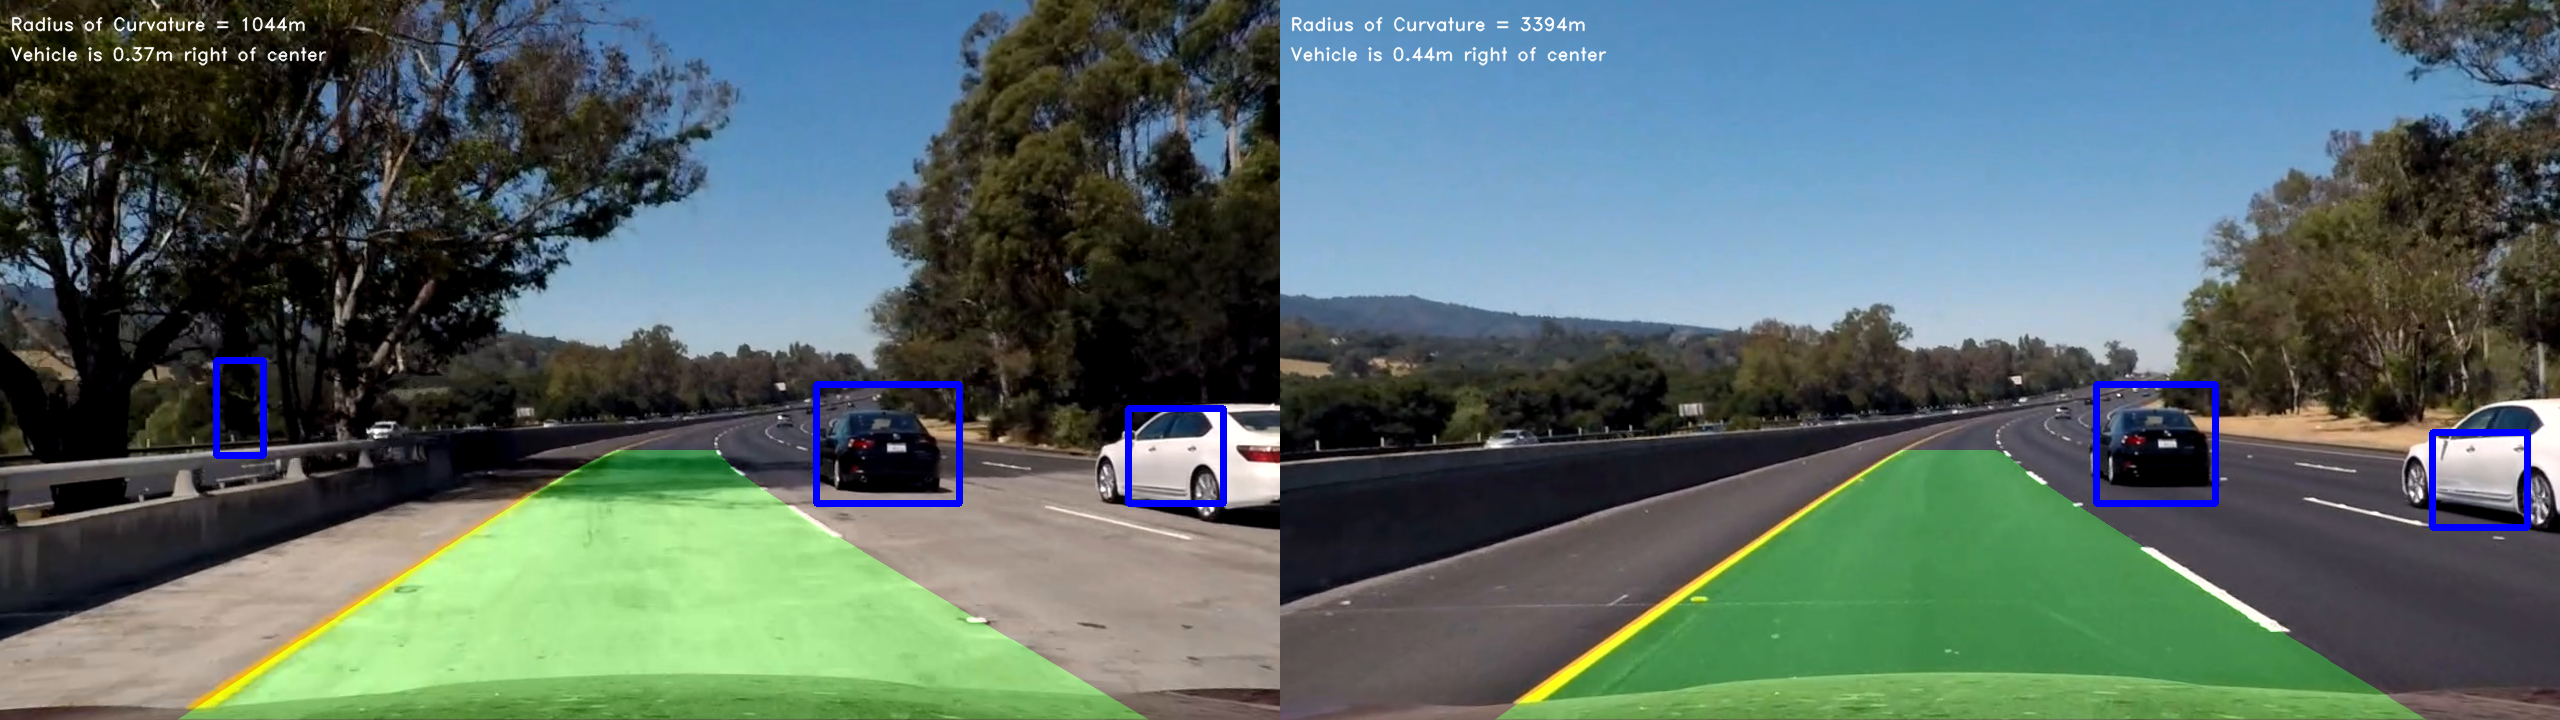 Radius of Curvature = 1044m
Vehicle is 0.37m right of center
Radius of Curvature = 3394m
Vehicle is 0.44m right of center